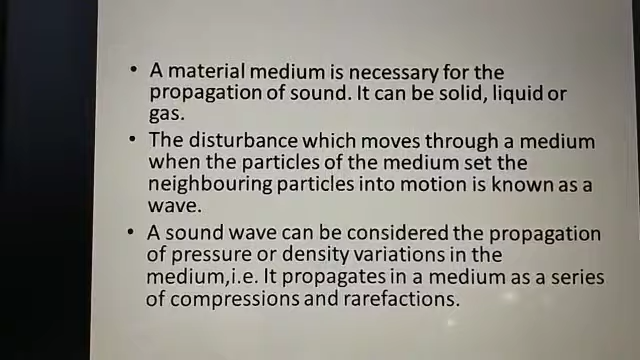 • A material medium is necessary for the
propagation of sound. It can be solid, liquid or
gas.
• The disturbance which moves through a medium
when the particles of the medium set the
neighbouring particles into motion is known as a
wave.
• A sound wave can be considered the propagation
of pressure or density variations in the
medium,i.e. It propagates in a medium as a series
of compressions and rarefactions.